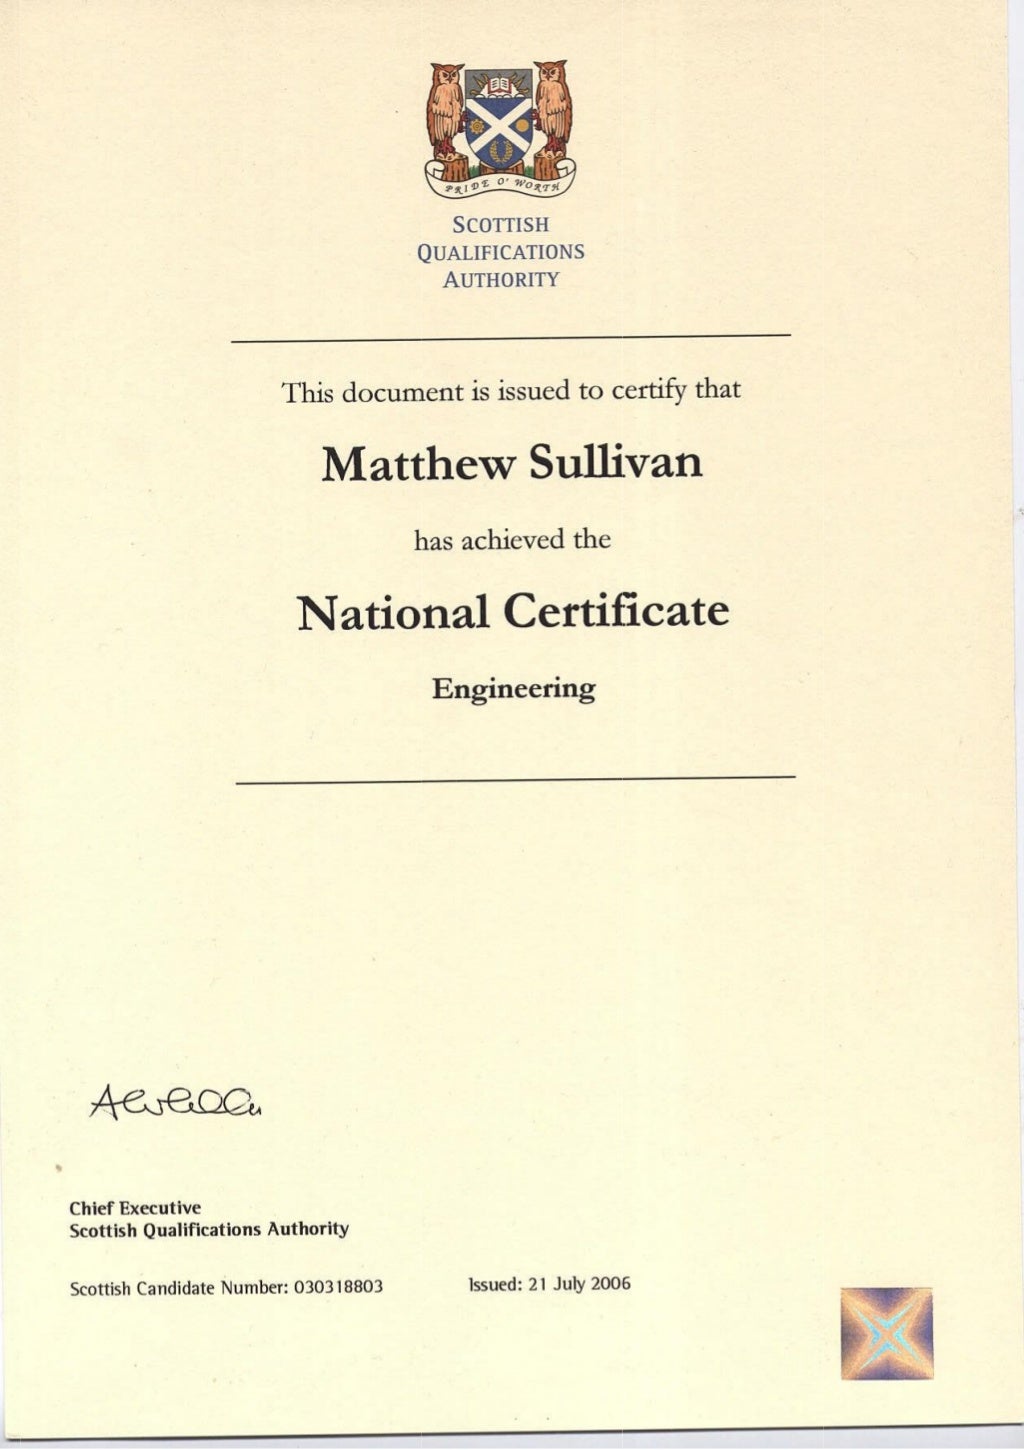 PRIDE O' WORTH
SCOTTISH
QUALIFICATIONS
AUTHORITY
This document is issued to certify that
Matthew Sullivan
has achieved the
National Certificate
Engineering
Chief Executive
Scottish Qualifications Authority
Scottish Candidate Number: 030318803 Issued: 21 July 2006